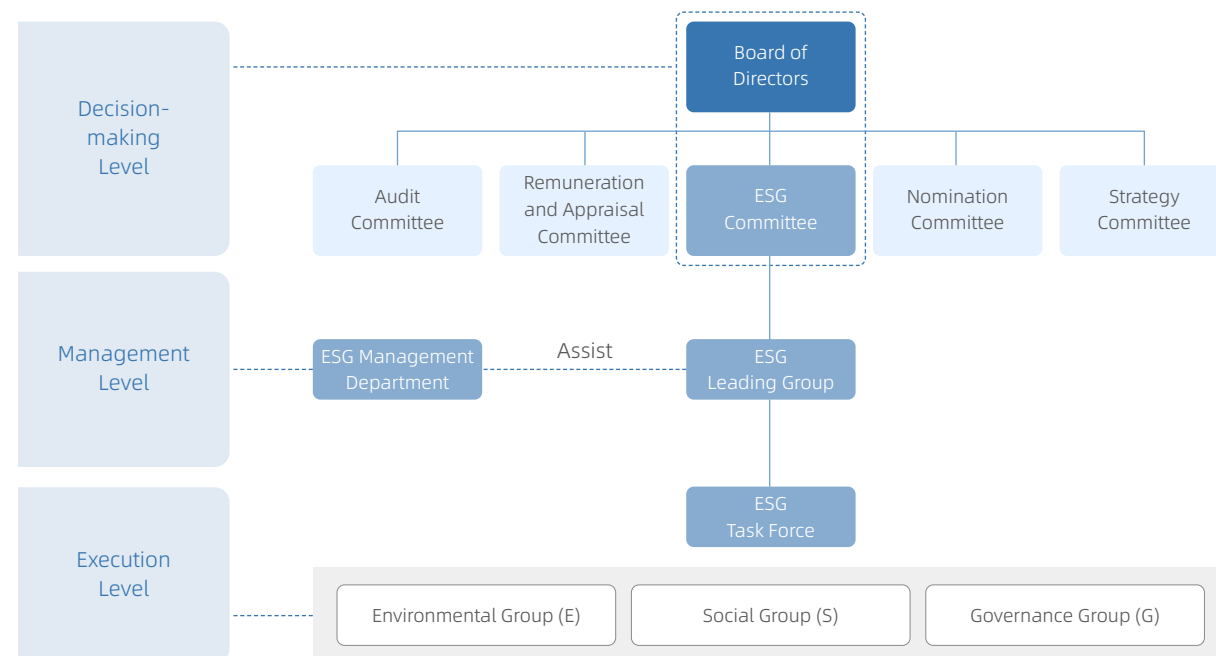 Decision-
making
Level
Board of
Directors
Audit
Committee
Remuneration
and Appraisal
Committee
ESG
Committee
Nomination
Committee
Strategy
Committee
Management
Level
ESG Management
Department
Assist
ESG
Leading Group
Execution
Level
ESG
Task Force
Environmental Group (E)
Social Group (S)
Governance Group (G)